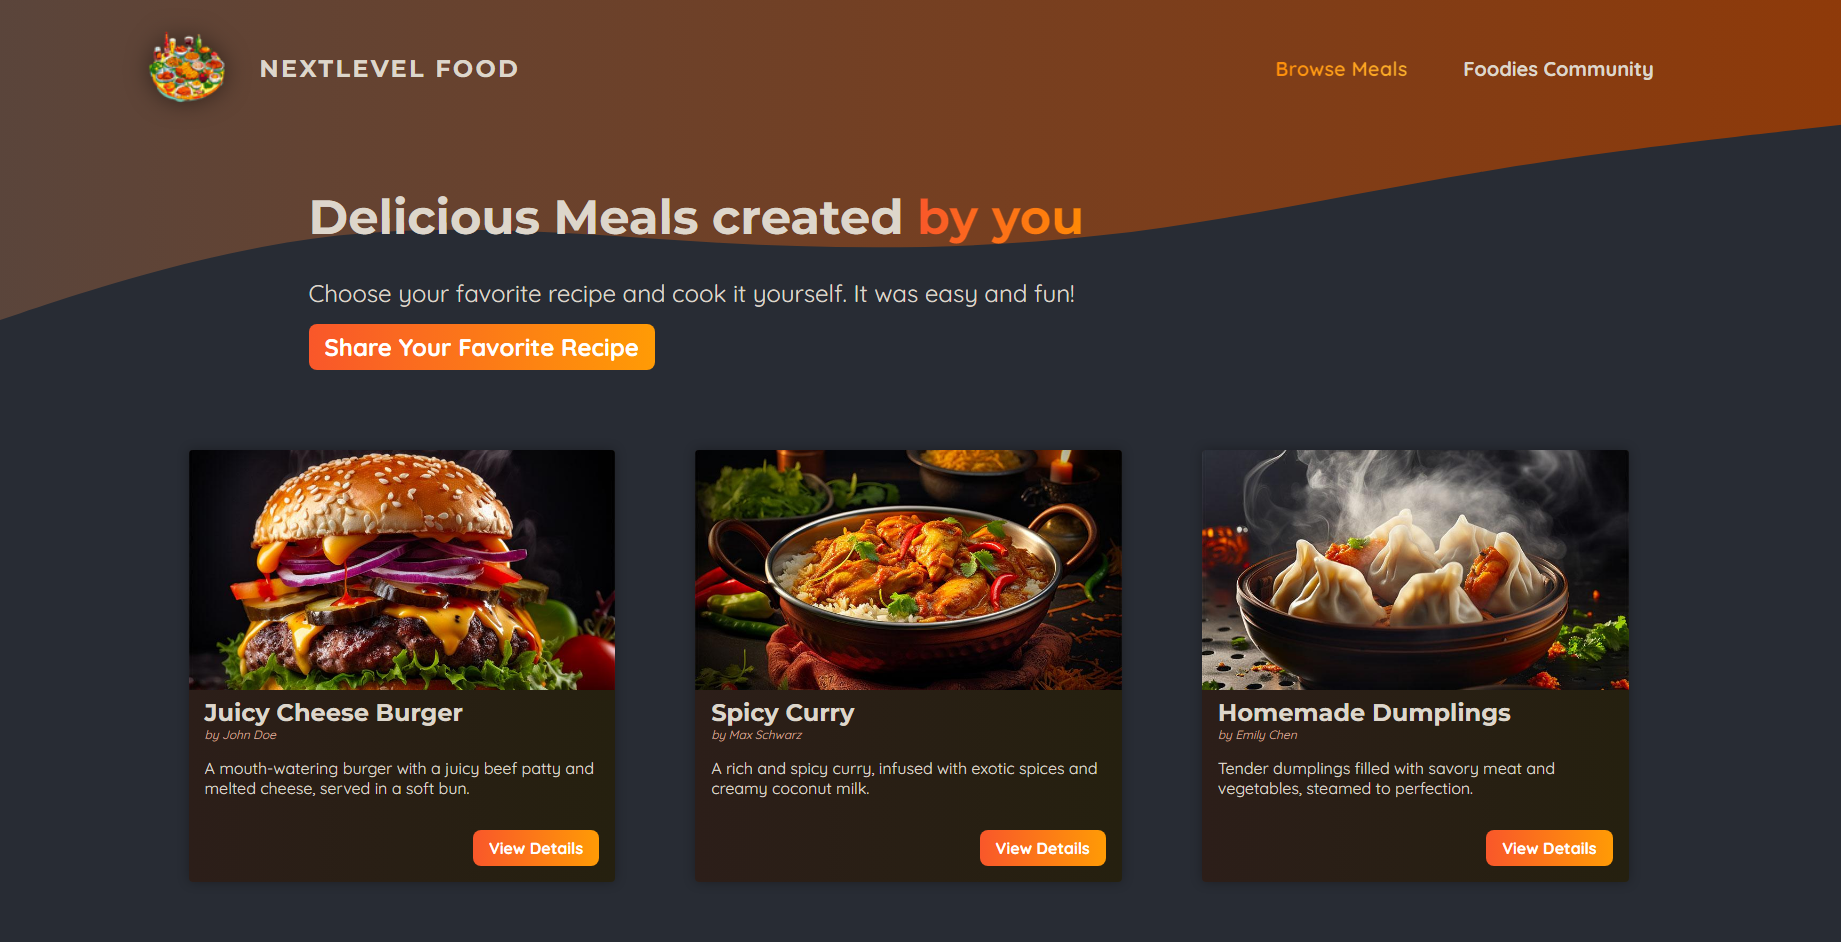 NEXTLEVEL FOOD
Browse Meals
Foodies Community
Delicious Meals created by you
Choose your favorite recipe and cook it yourself. It was easy and fun!
Share Your Favorite Recipe
Juicy Cheese Burger
by John Doe
A mouth-watering burger with a juicy beef patty and
melted cheese, served in a soft bun.
View Details
Spicy Curry
by Max Schwarz
A rich and spicy curry, infused with exotic spices and
creamy coconut milk.
View Details
Homemade Dumplings
by Emily Chen
Tender dumplings filled with savory meat and
vegetables, steamed to perfection.
View Details